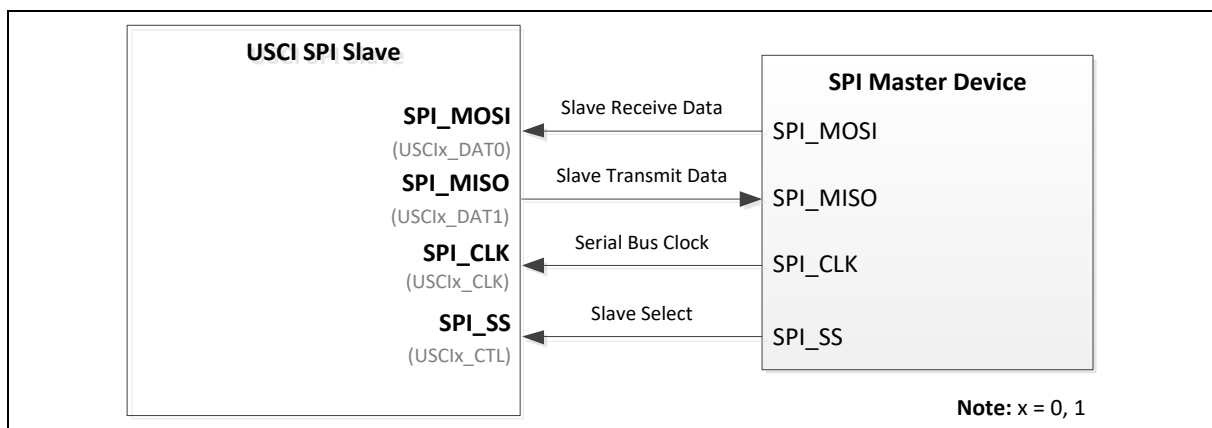 USCI SPI Slave
SPI Master Device
SPI_MOSI
(USCIx_DAT0)
Slave Receive Data
SPI_MOSI
SPI_MISO
(USCIx_DAT1)
Slave Transmit Data
SPI_MISO
SPI_CLK
(USCIx_CLK)
Serial Bus Clock
SPI_CLK
SPI_SS
(USCIx_CTL)
Slave Select
SPI_SS
Note: x = 0, 1